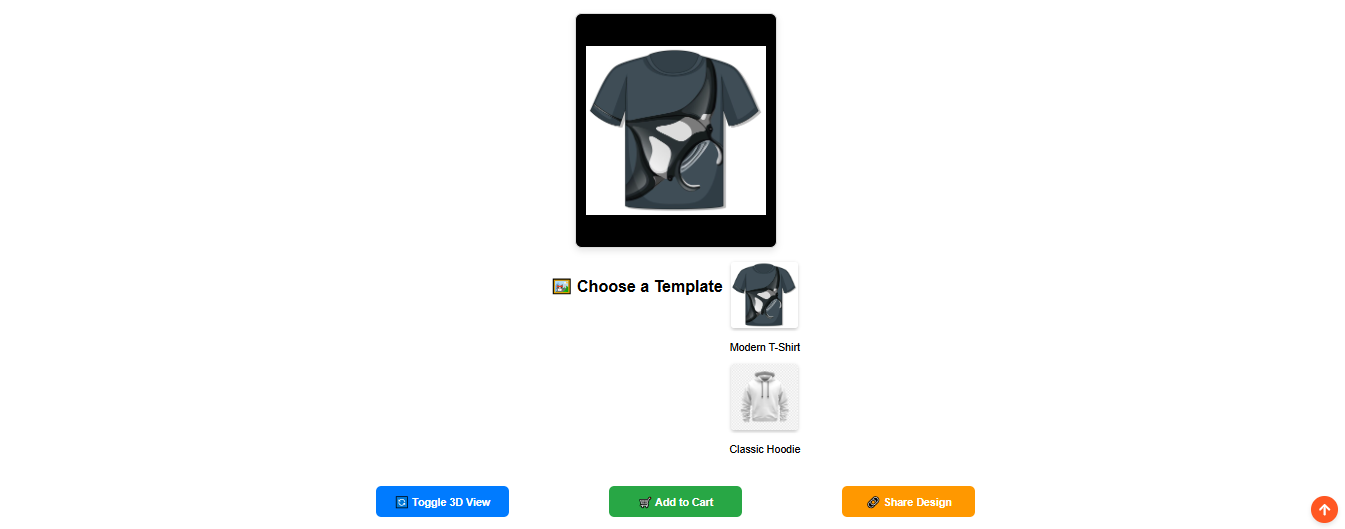 Choose a Template
Modern T-Shirt
Classic Hoodie
Toggle 3D View
Add to Cart
Share Design